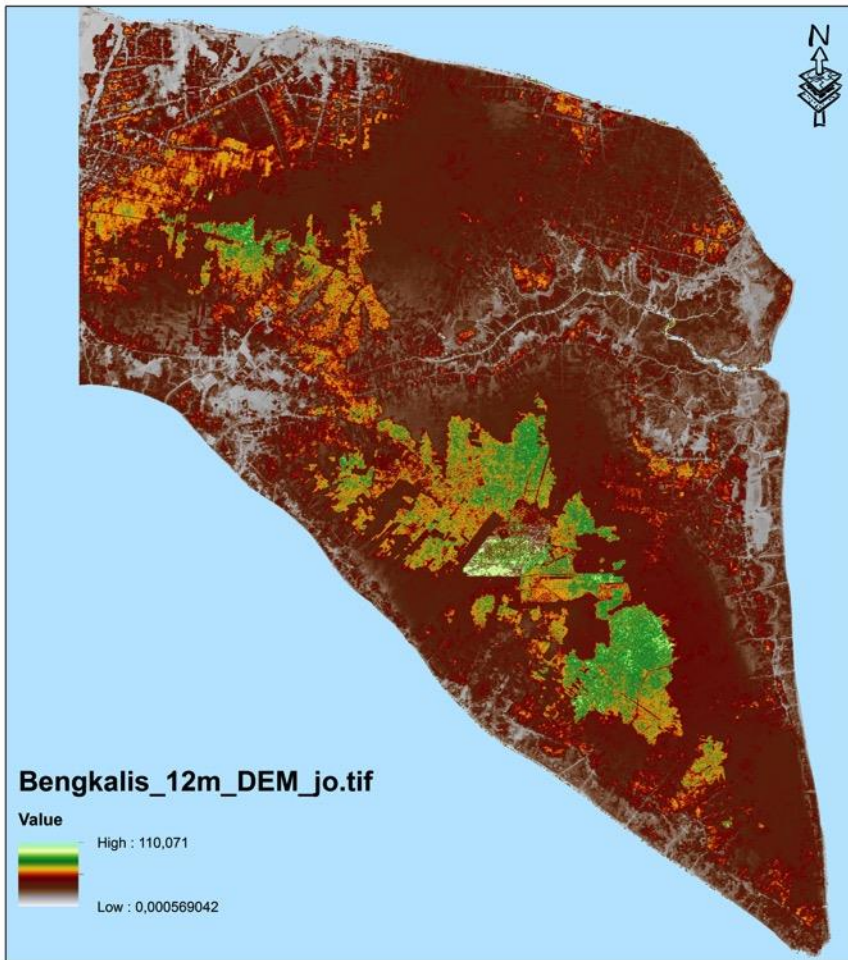 N
Bengkalis_12m_DEM_jo.tif
Value
High : 110,071
Low : 0,000569042